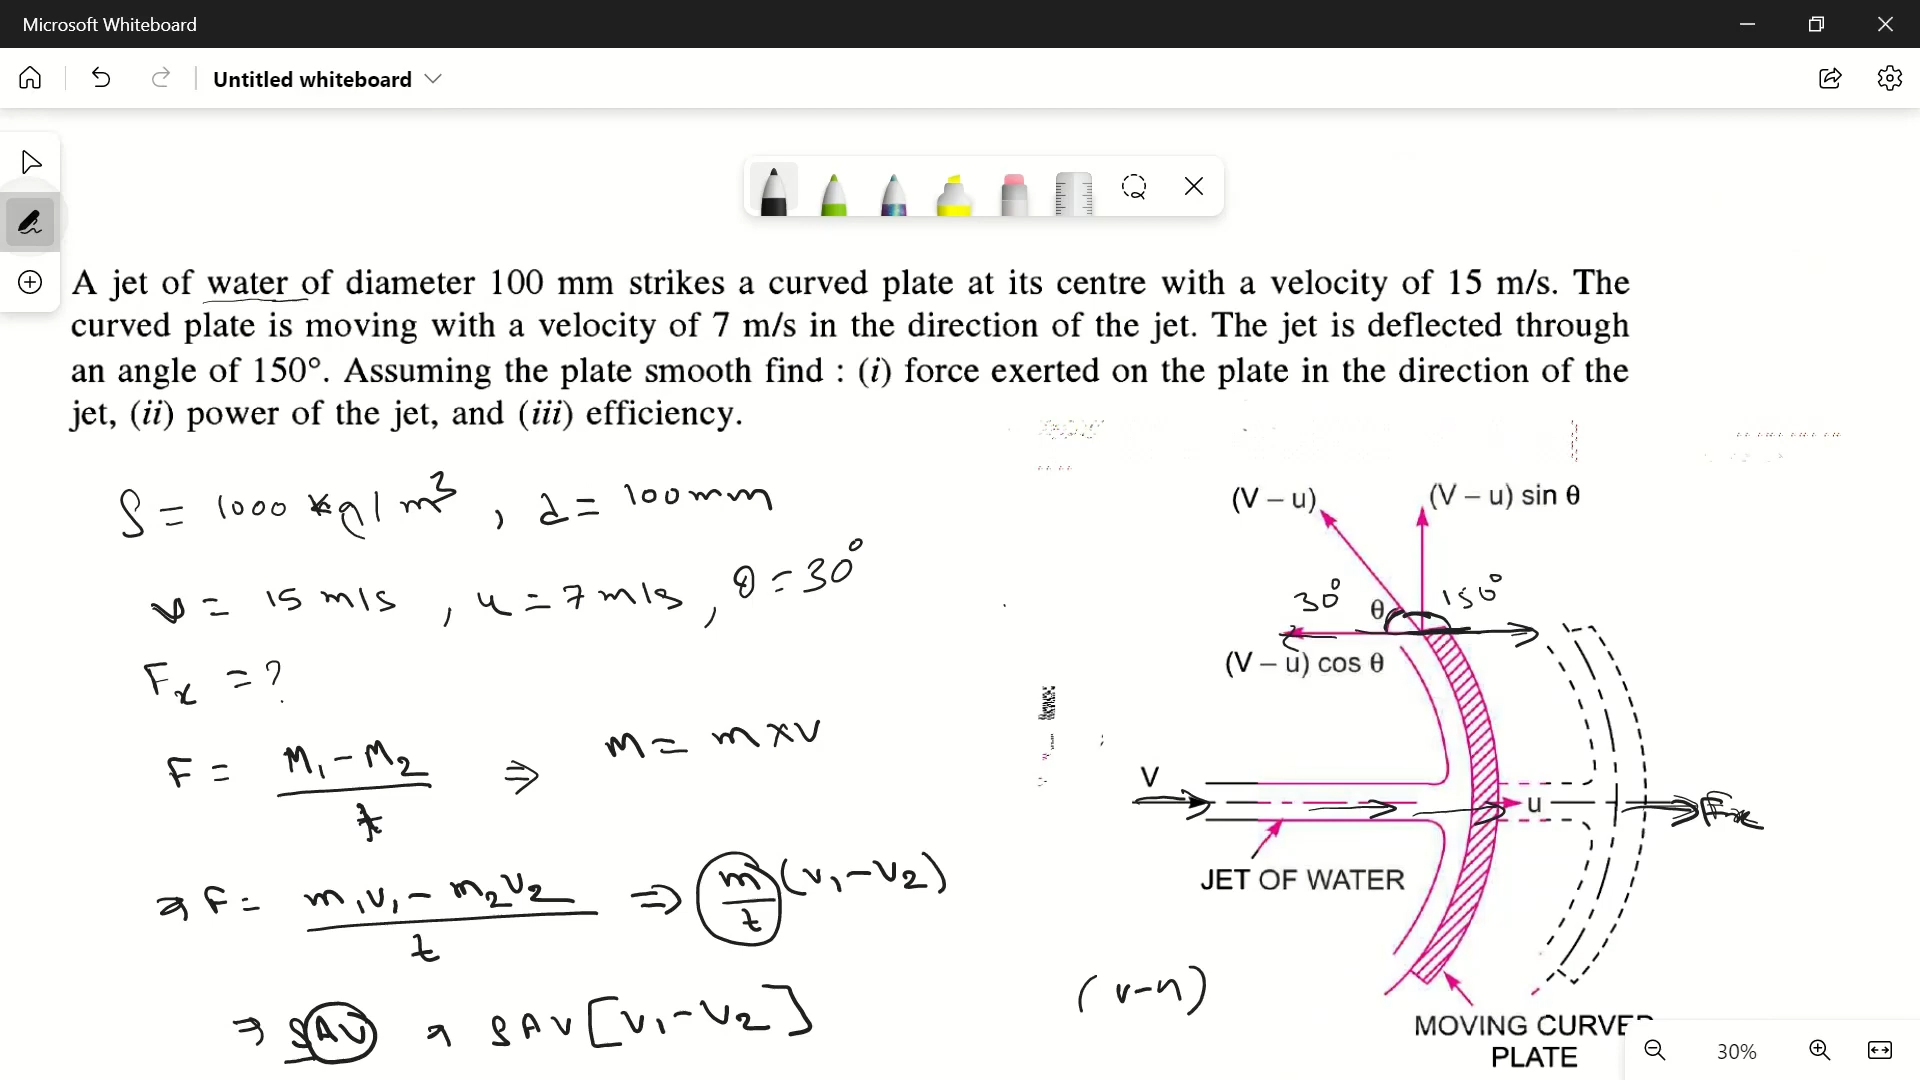 Microsoft Whiteboard
Untitled whiteboard
A jet of water of diameter 100 mm strikes a curved plate at its centre with a velocity of 15 m/s. The
curved plate is moving with a velocity of 7 m/s in the direction of the jet. The jet is deflected through
an angle of 150°. Assuming the plate smooth find : (i) force exerted on the plate in the direction of the
jet, (ii) power of the jet, and (iii) efficiency.
ρ = 1000 kg/m³ , d = 100mm
v = 15 m/s , u = 7 m/s , θ = 30°
Fx = ?
F = M₁ - M₂ / t ⇒ M = m x v
⇒ F = m₁v₁ - m₂v₂ / t ⇒ m/t (v₁ - v₂)
⇒ ρAV ⇒ ρAV [v₁ - v₂]
(v-u)
(V – u)
(V – u) sin θ
30°
θ
150°
(V – u) cos θ
V
u
Fx
JET OF WATER
MOVING CURVED
PLATE
30%